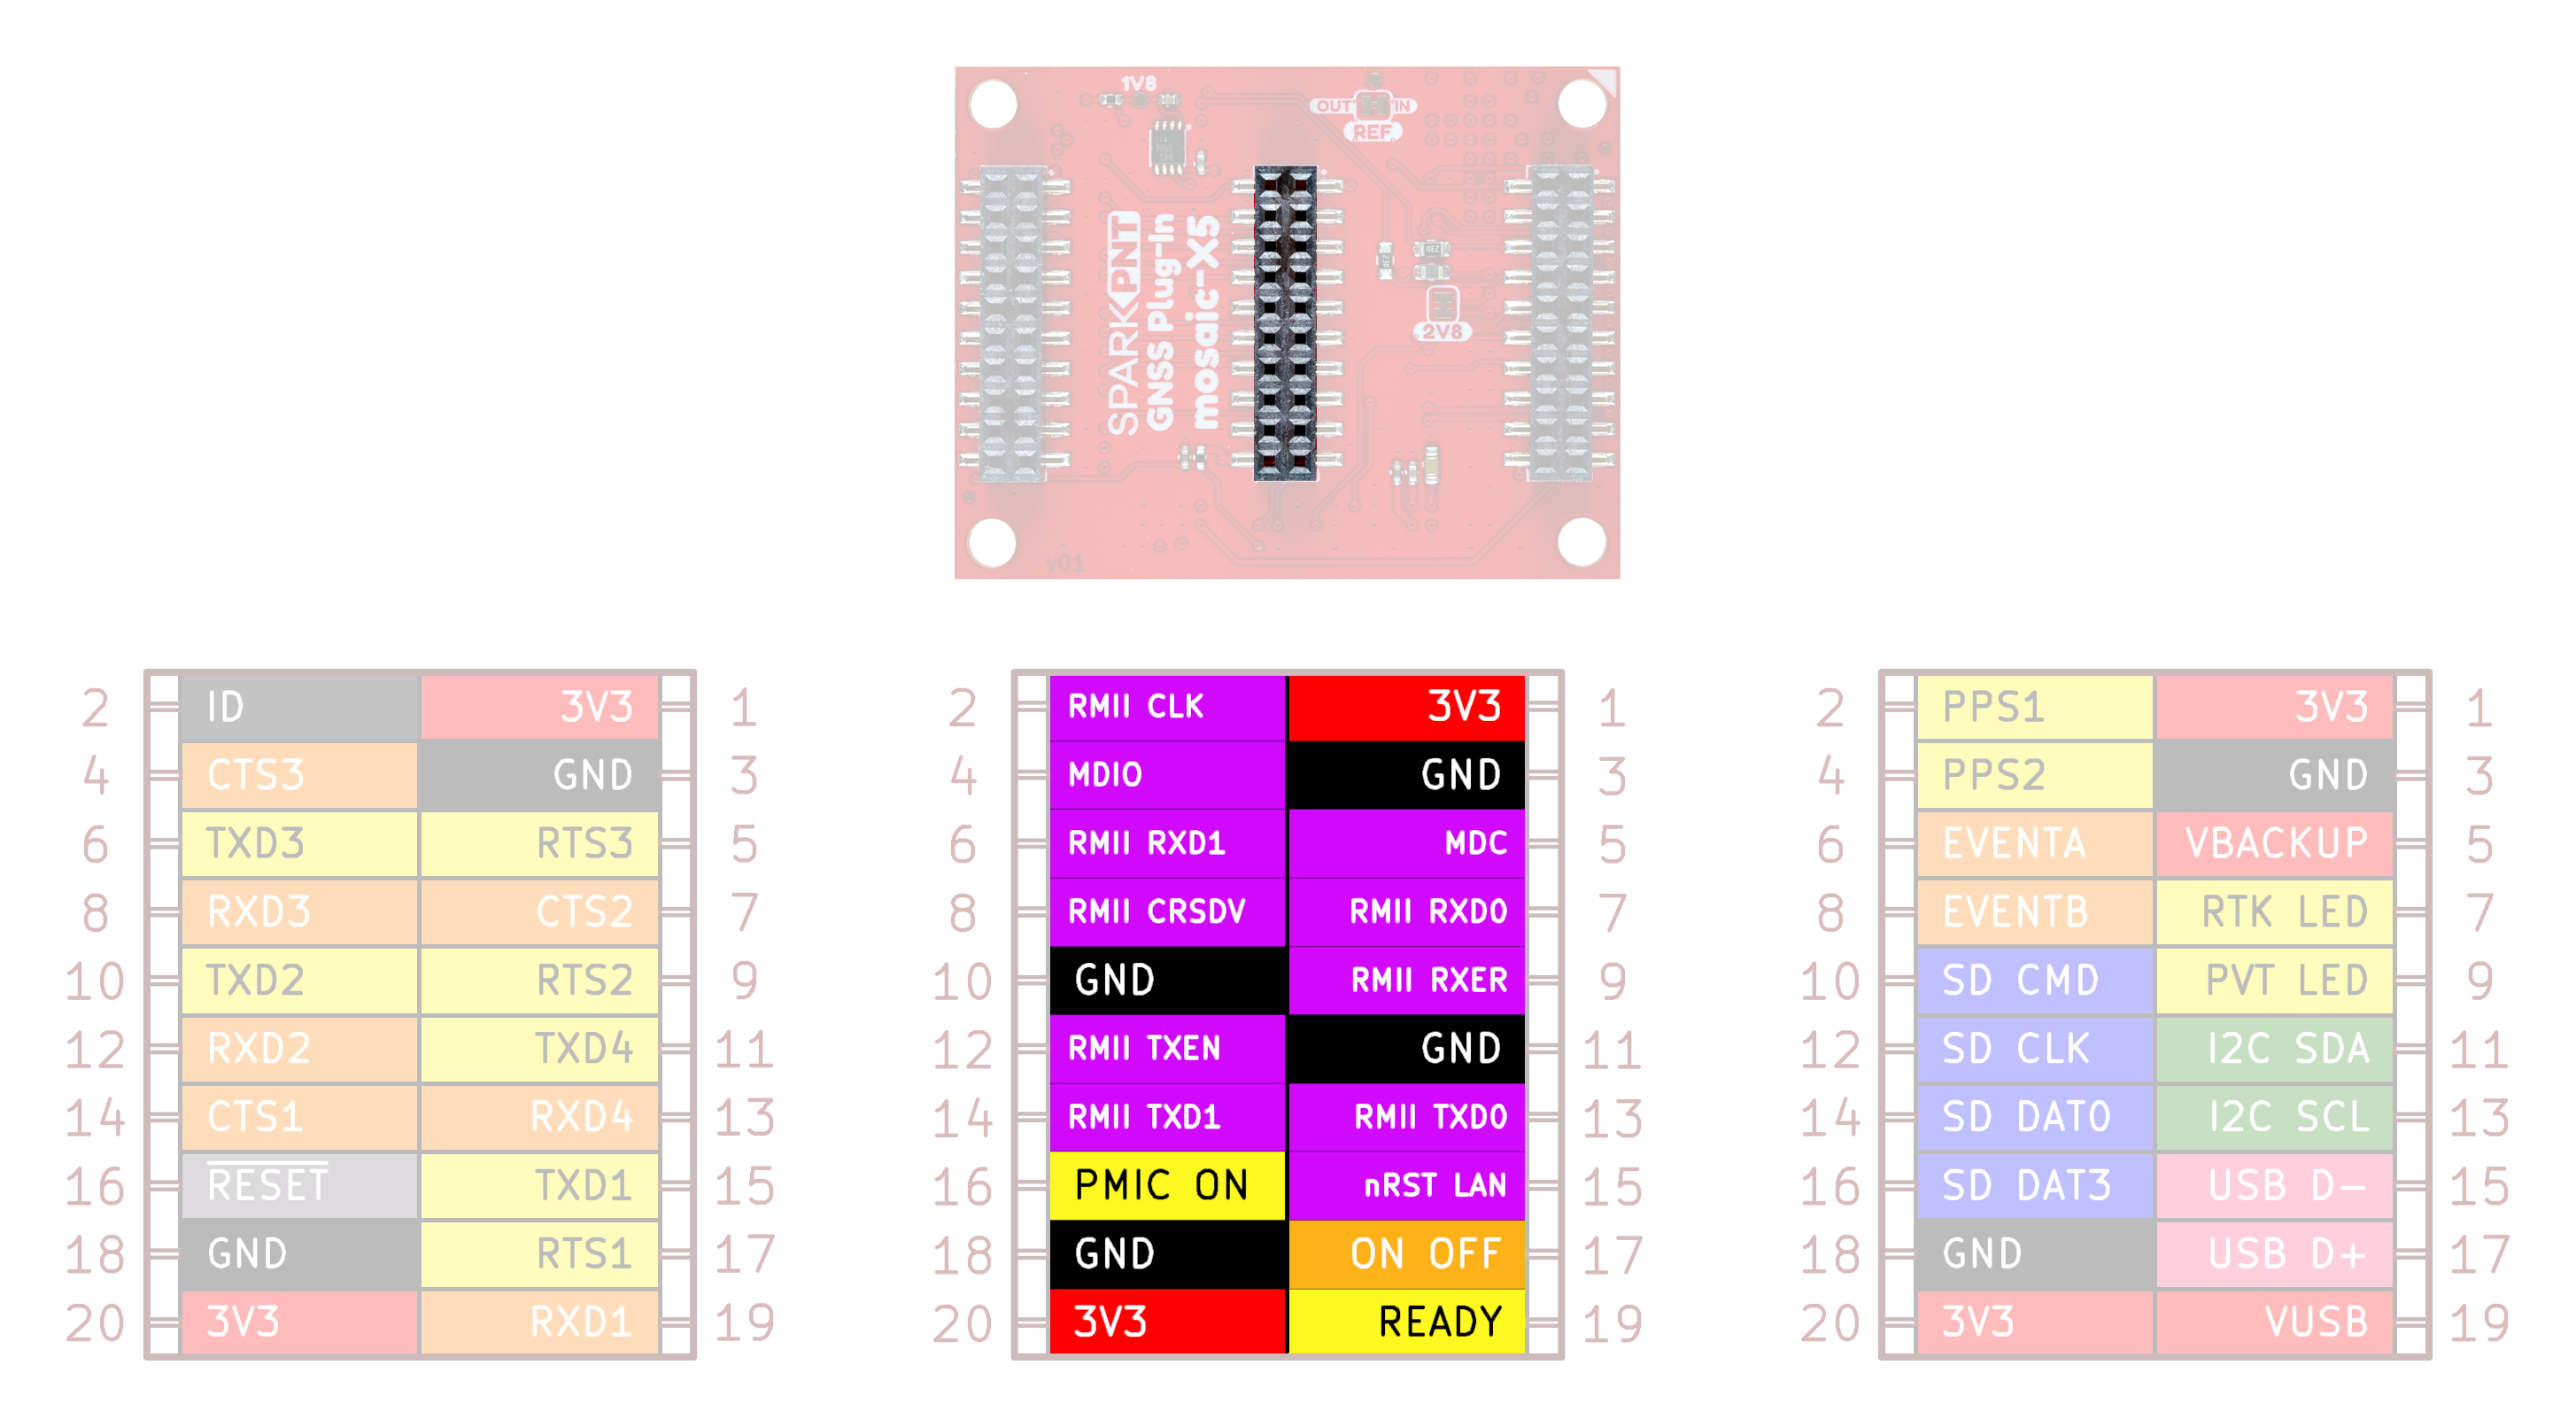 1V8
OUT IN
REF
SPARK PNT
GNSS Plug-in
mosaic-X5
2V8
v01
2 ID 3V3 1
4 CTS3 GND 3
6 TXD3 RTS3 5
8 RXD3 CTS2 7
10 TXD2 RTS2 9
12 RXD2 TXD4 11
14 CTS1 RXD4 13
16 RESET TXD1 15
18 GND RTS1 17
20 3V3 RXD1 19
2 RMII CLK 3V3 1
4 MDIO GND 3
6 RMII RXD1 MDC 5
8 RMII CRSDV RMII RXD0 7
10 GND RMII RXER 9
12 RMII TXEN GND 11
14 RMII TXD1 RMII TXD0 13
16 PMIC ON nRST LAN 15
18 GND ON OFF 17
20 3V3 READY 19
2 PPS1 3V3 1
4 PPS2 GND 3
6 EVENTA VBACKUP 5
8 EVENTB RTK LED 7
10 SD CMD PVT LED 9
12 SD CLK I2C SDA 11
14 SD DAT0 I2C SCL 13
16 SD DAT3 USB D- 15
18 GND USB D+ 17
20 3V3 VUSB 19